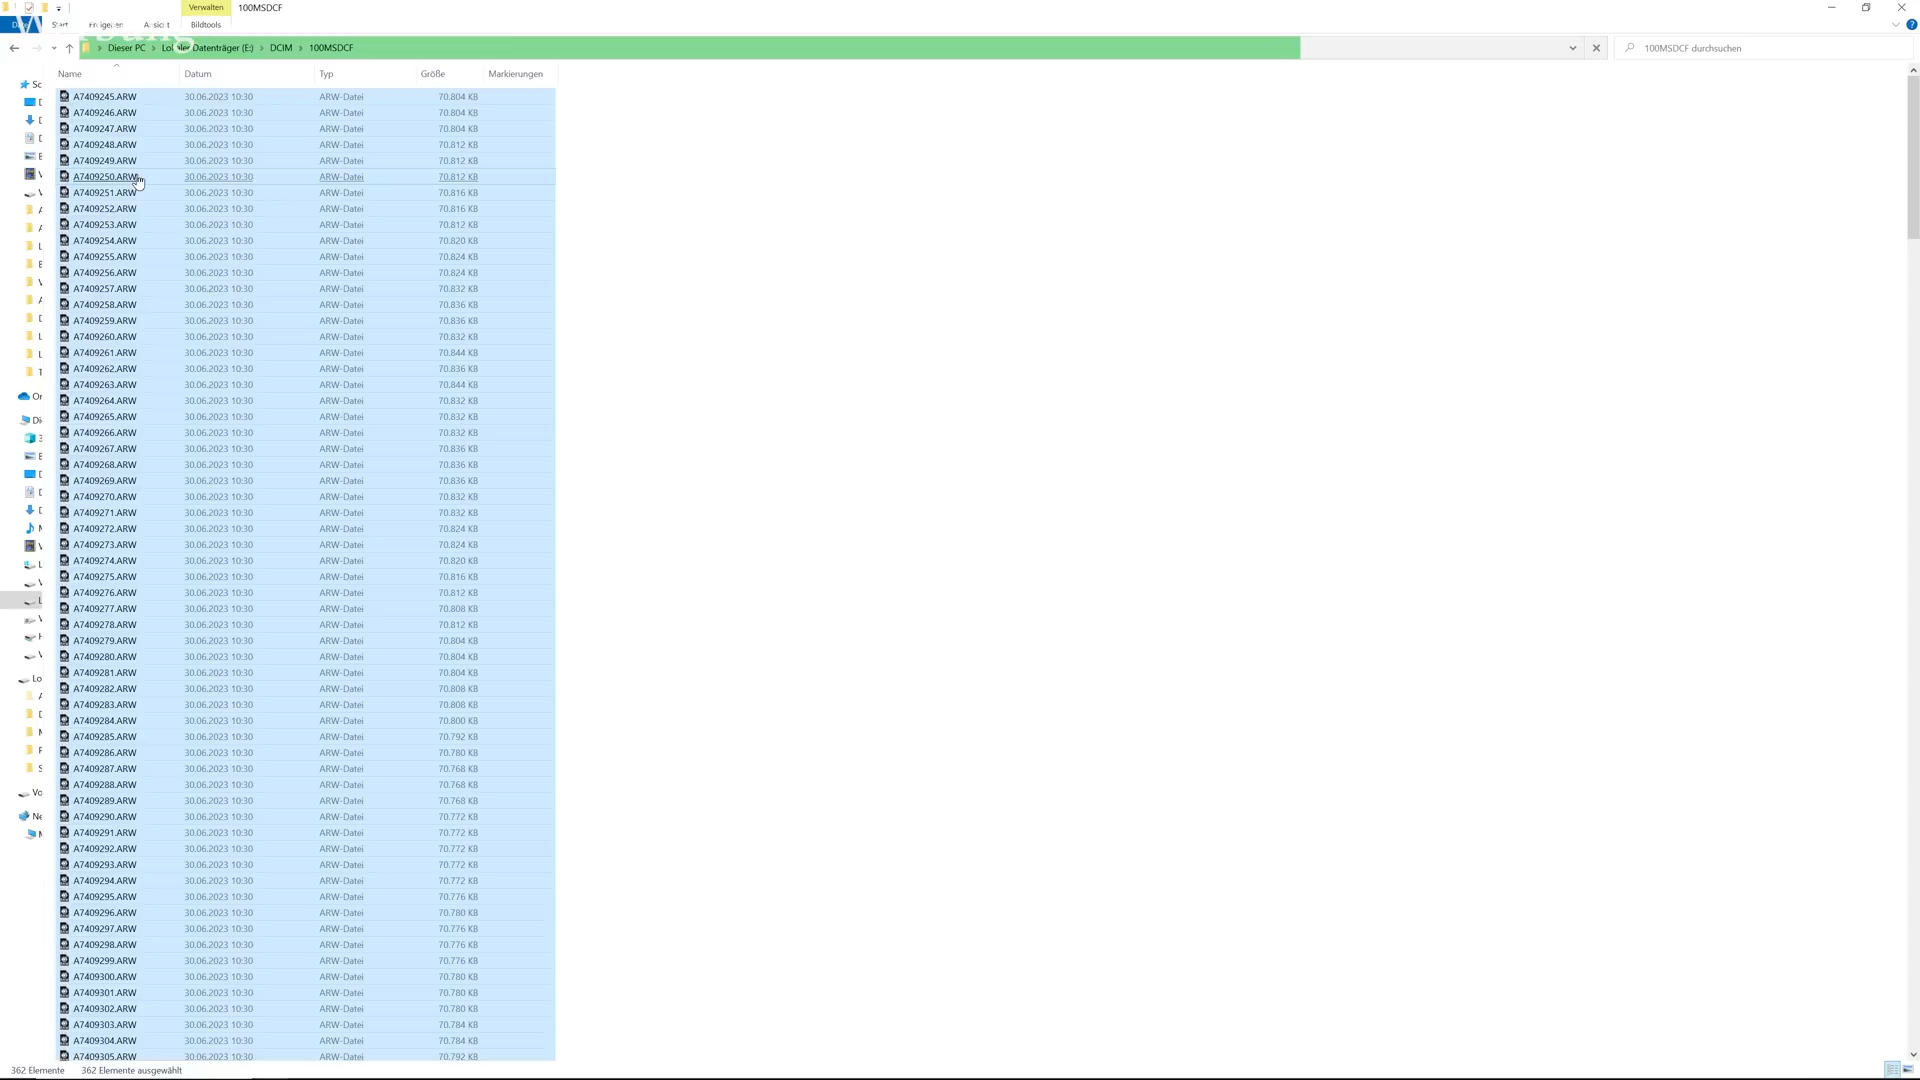 Verwalten 100MSDCF
Start Freigeben Ansicht Bildtools
Dieser PC > Lokaler Datenträger (E:) > DCIM > 100MSDCF
100MSDCF durchsuchen
Name Datum Typ Größe Markierungen
A7409245.ARW 30.06.2023 10:30 ARW-Datei 70.804 KB
A7409246.ARW 30.06.2023 10:30 ARW-Datei 70.804 KB
A7409247.ARW 30.06.2023 10:30 ARW-Datei 70.804 KB
A7409248.ARW 30.06.2023 10:30 ARW-Datei 70.812 KB
A7409249.ARW 30.06.2023 10:30 ARW-Datei 70.812 KB
A7409250.ARW 30.06.2023 10:30 ARW-Datei 70.812 KB
A7409251.ARW 30.06.2023 10:30 ARW-Datei 70.816 KB
A7409252.ARW 30.06.2023 10:30 ARW-Datei 70.816 KB
A7409253.ARW 30.06.2023 10:30 ARW-Datei 70.812 KB
A7409254.ARW 30.06.2023 10:30 ARW-Datei 70.820 KB
A7409255.ARW 30.06.2023 10:30 ARW-Datei 70.824 KB
A7409256.ARW 30.06.2023 10:30 ARW-Datei 70.824 KB
A7409257.ARW 30.06.2023 10:30 ARW-Datei 70.832 KB
A7409258.ARW 30.06.2023 10:30 ARW-Datei 70.836 KB
A7409259.ARW 30.06.2023 10:30 ARW-Datei 70.836 KB
A7409260.ARW 30.06.2023 10:30 ARW-Datei 70.832 KB
A7409261.ARW 30.06.2023 10:30 ARW-Datei 70.844 KB
A7409262.ARW 30.06.2023 10:30 ARW-Datei 70.836 KB
A7409263.ARW 30.06.2023 10:30 ARW-Datei 70.844 KB
A7409264.ARW 30.06.2023 10:30 ARW-Datei 70.832 KB
A7409265.ARW 30.06.2023 10:30 ARW-Datei 70.832 KB
A7409266.ARW 30.06.2023 10:30 ARW-Datei 70.832 KB
A7409267.ARW 30.06.2023 10:30 ARW-Datei 70.836 KB
A7409268.ARW 30.06.2023 10:30 ARW-Datei 70.836 KB
A7409269.ARW 30.06.2023 10:30 ARW-Datei 70.836 KB
A7409270.ARW 30.06.2023 10:30 ARW-Datei 70.832 KB
A7409271.ARW 30.06.2023 10:30 ARW-Datei 70.832 KB
A7409272.ARW 30.06.2023 10:30 ARW-Datei 70.824 KB
A7409273.ARW 30.06.2023 10:30 ARW-Datei 70.824 KB
A7409274.ARW 30.06.2023 10:30 ARW-Datei 70.820 KB
A7409275.ARW 30.06.2023 10:30 ARW-Datei 70.816 KB
A7409276.ARW 30.06.2023 10:30 ARW-Datei 70.812 KB
A7409277.ARW 30.06.2023 10:30 ARW-Datei 70.808 KB
A7409278.ARW 30.06.2023 10:30 ARW-Datei 70.812 KB
A7409279.ARW 30.06.2023 10:30 ARW-Datei 70.804 KB
A7409280.ARW 30.06.2023 10:30 ARW-Datei 70.804 KB
A7409281.ARW 30.06.2023 10:30 ARW-Datei 70.804 KB
A7409282.ARW 30.06.2023 10:30 ARW-Datei 70.808 KB
A7409283.ARW 30.06.2023 10:30 ARW-Datei 70.808 KB
A7409284.ARW 30.06.2023 10:30 ARW-Datei 70.800 KB
A7409285.ARW 30.06.2023 10:30 ARW-Datei 70.792 KB
A7409286.ARW 30.06.2023 10:30 ARW-Datei 70.780 KB
A7409287.ARW 30.06.2023 10:30 ARW-Datei 70.768 KB
A7409288.ARW 30.06.2023 10:30 ARW-Datei 70.768 KB
A7409289.ARW 30.06.2023 10:30 ARW-Datei 70.768 KB
A7409290.ARW 30.06.2023 10:30 ARW-Datei 70.772 KB
A7409291.ARW 30.06.2023 10:30 ARW-Datei 70.772 KB
A7409292.ARW 30.06.2023 10:30 ARW-Datei 70.772 KB
A7409293.ARW 30.06.2023 10:30 ARW-Datei 70.772 KB
A7409294.ARW 30.06.2023 10:30 ARW-Datei 70.772 KB
A7409295.ARW 30.06.2023 10:30 ARW-Datei 70.776 KB
A7409296.ARW 30.06.2023 10:30 ARW-Datei 70.780 KB
A7409297.ARW 30.06.2023 10:30 ARW-Datei 70.776 KB
A7409298.ARW 30.06.2023 10:30 ARW-Datei 70.776 KB
A7409299.ARW 30.06.2023 10:30 ARW-Datei 70.776 KB
A7409300.ARW 30.06.2023 10:30 ARW-Datei 70.780 KB
A7409301.ARW 30.06.2023 10:30 ARW-Datei 70.780 KB
A7409302.ARW 30.06.2023 10:30 ARW-Datei 70.780 KB
A7409303.ARW 30.06.2023 10:30 ARW-Datei 70.784 KB
A7409304.ARW 30.06.2023 10:30 ARW-Datei 70.784 KB
A7409305.ARW 30.06.2023 10:30 ARW-Datei 70.792 KB
362 Elemente 362 Elemente ausgewählt